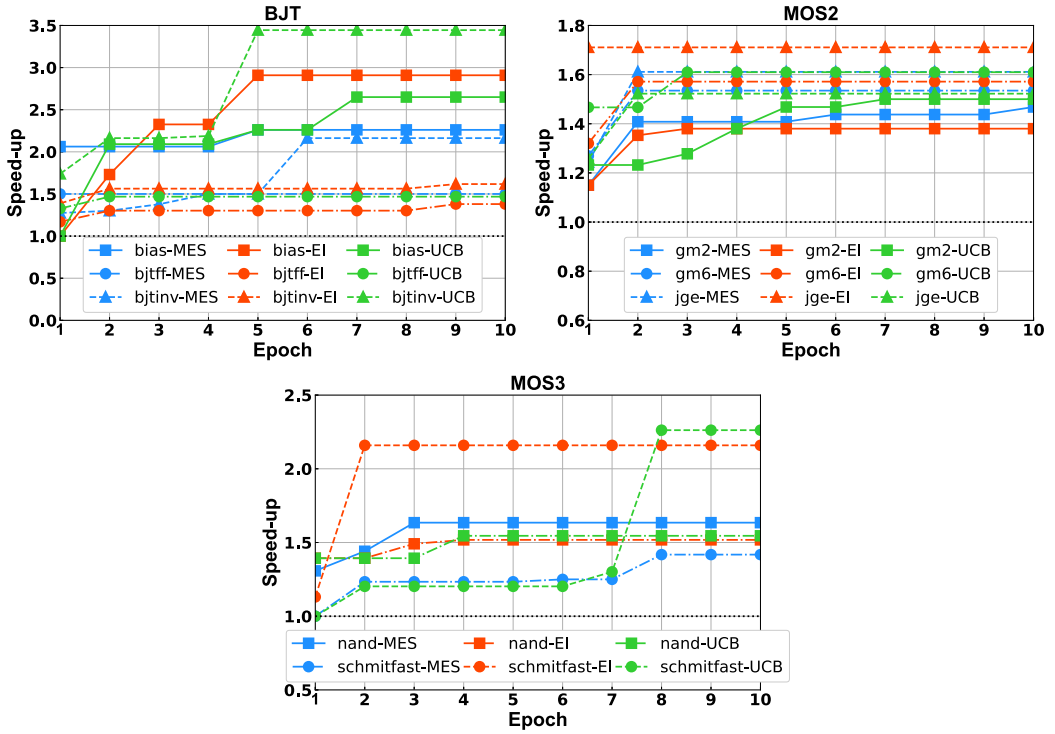 BJT
3.5
3.0
2.5
2.0
1.5
1.0
0.5
0.0
Speed-up
bias-MES bias-EI bias-UCB
bjtff-MES bjtff-EI bjtff-UCB
bjtinv-MES bjtinv-EI bjtinv-UCB
1 2 3 4 5 6 7 8 9 10
Epoch
MOS2
1.8
1.6
1.4
1.2
1.0
0.8
0.6
Speed-up
gm2-MES gm2-EI gm2-UCB
gm6-MES gm6-EI gm6-UCB
jge-MES jge-EI jge-UCB
1 2 3 4 5 6 7 8 9 10
Epoch
MOS3
2.5
2.0
1.5
1.0
0.5
Speed-up
nand-MES nand-EI nand-UCB
schmitfast-MES schmitfast-EI schmitfast-UCB
1 2 3 4 5 6 7 8 9 10
Epoch